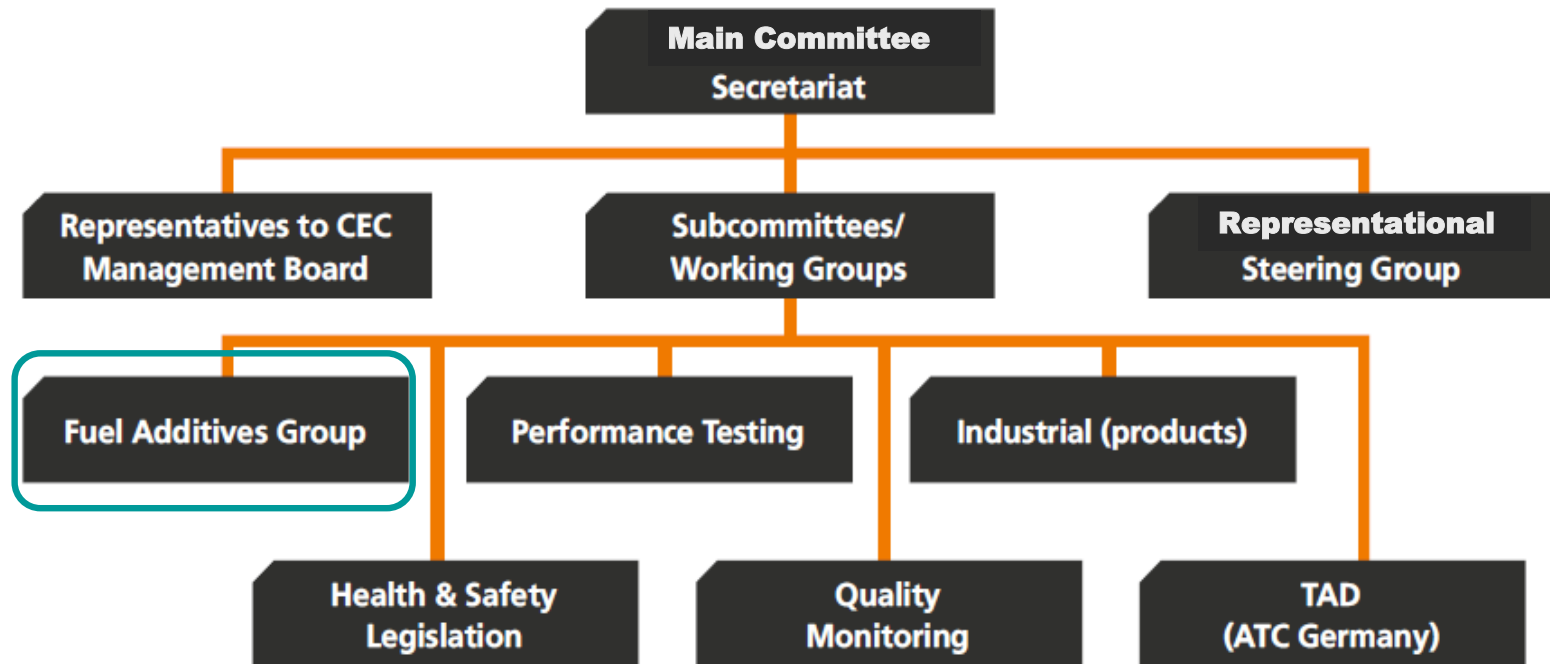 Main Committee
Secretariat
Representatives to CEC
Management Board
Subcommittees/
Working Groups
Representational
Steering Group
Fuel Additives Group
Performance Testing
Industrial (products)
Health & Safety
Legislation
Quality
Monitoring
TAD
(ATC Germany)